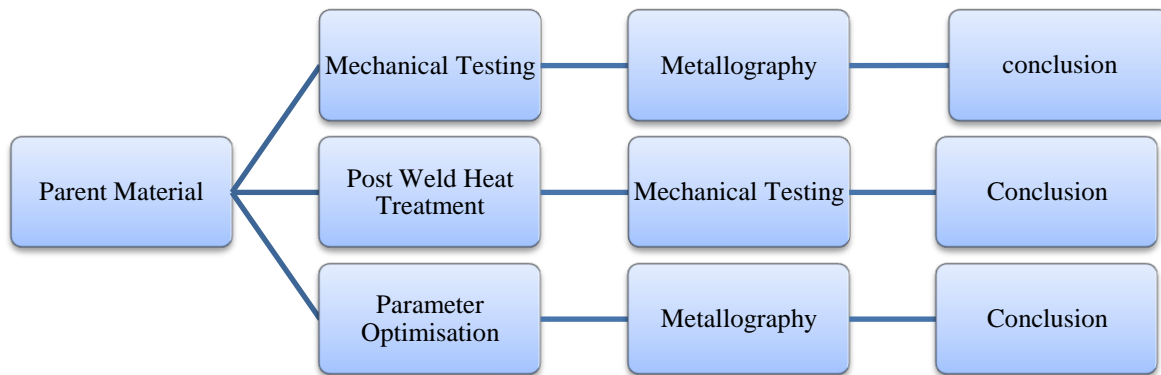 Mechanical Testing
Metallography
conclusion
Parent Material
Post Weld Heat
Treatment
Mechanical Testing
Conclusion
Parameter
Optimisation
Metallography
Conclusion